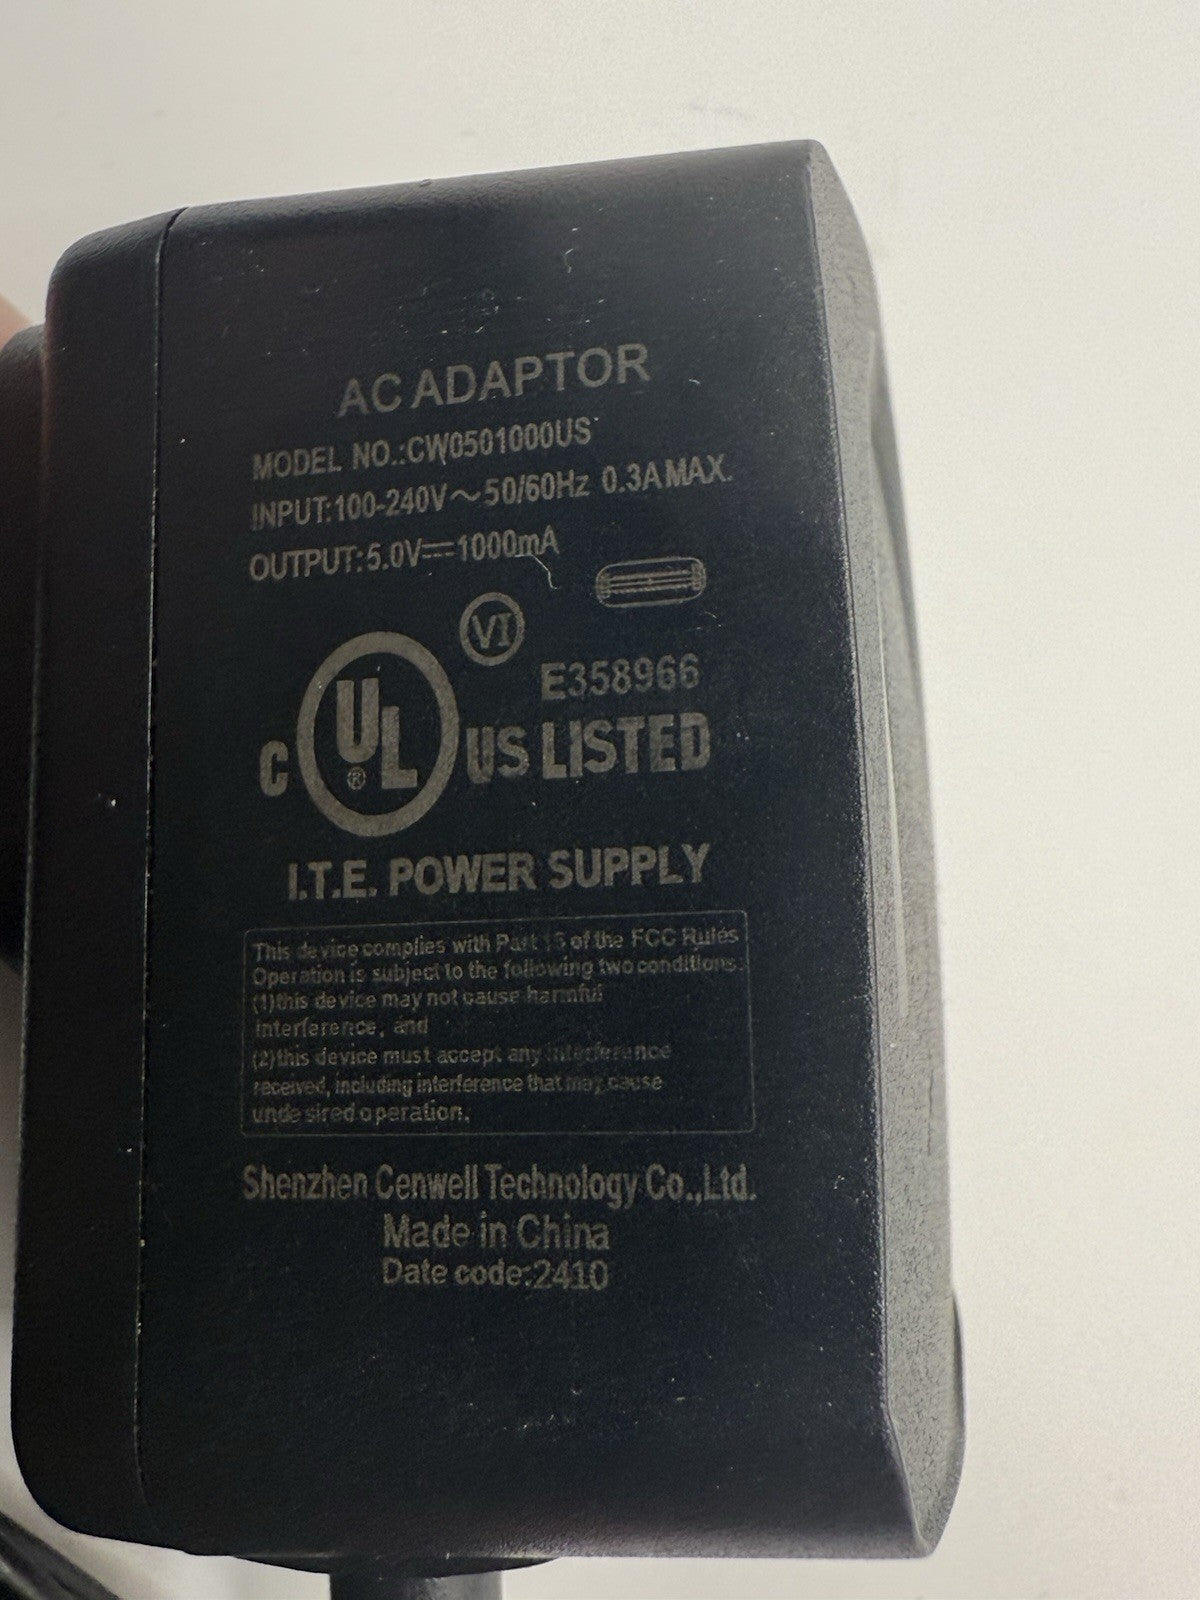 AC ADAPTOR
MODEL NO.:CW0501000US
INPUT:100-240V～50/60Hz 0.3A MAX.
OUTPUT:5.0V⎓1000mA
VI
E358966
C UL® US LISTED
I.T.E. POWER SUPPLY
This device complies with Part 15 of the FCC Rules
Operation is subject to the following two conditions:
(1)this device may not cause harmful
interference, and
(2)this device must accept any interference
received, including interference that may cause
undesired operation.
Shenzhen Cenwell Technology Co.,Ltd.
Made in China
Date code:2410